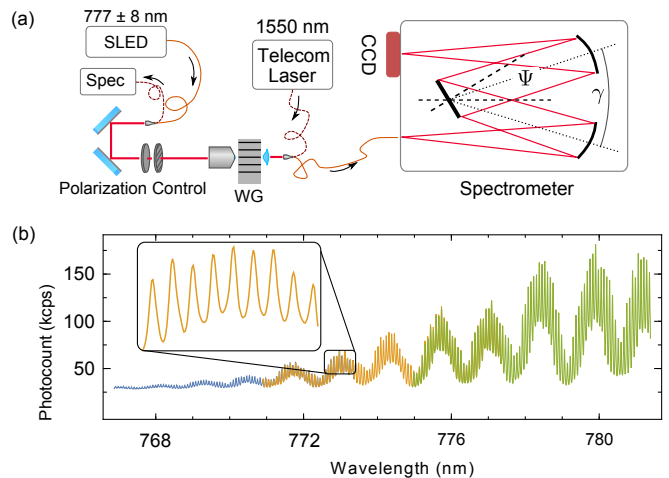 (a)
777 ± 8 nm
SLED
Spec
1550 nm
Telecom
Laser
CCD
Ψ
γ
Polarization Control
WG
Spectrometer
(b)
Photocount (kcps)
150
100
50
768
772
776
780
Wavelength (nm)